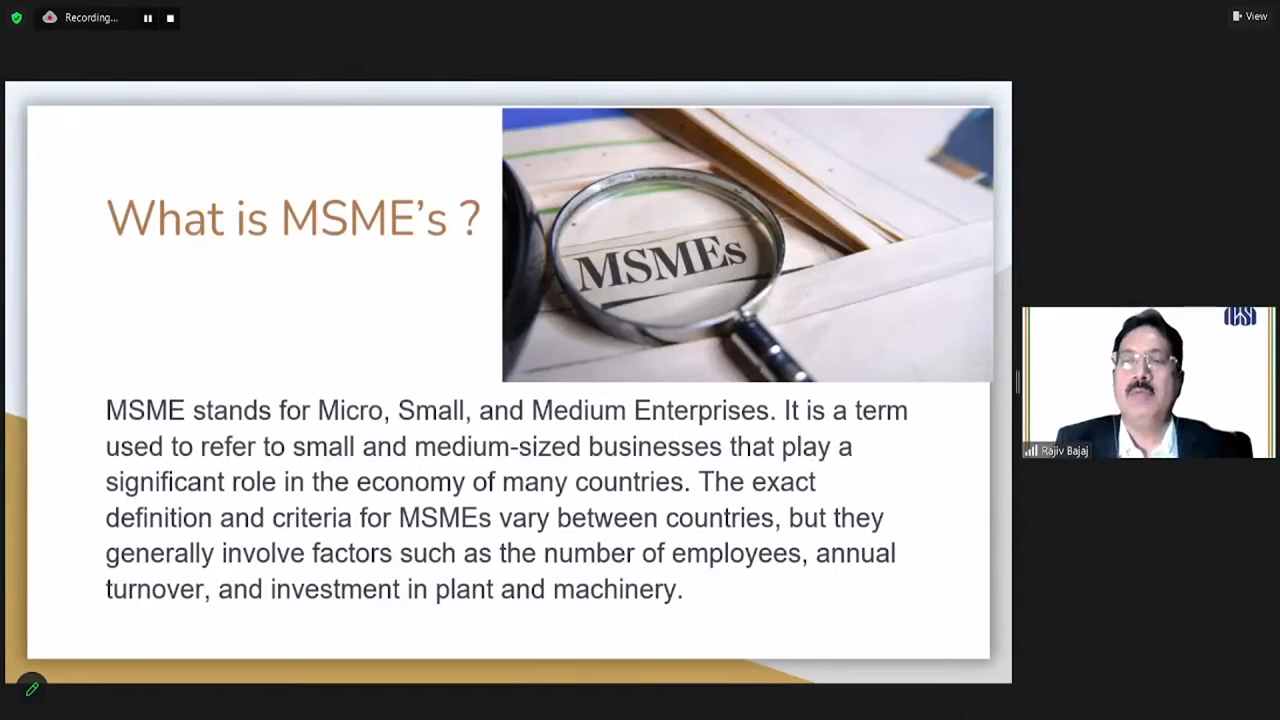 Recording...
View
What is MSME's ?
MSMEs
MSME stands for Micro, Small, and Medium Enterprises. It is a term
used to refer to small and medium-sized businesses that play a
significant role in the economy of many countries. The exact
definition and criteria for MSMEs vary between countries, but they
generally involve factors such as the number of employees, annual
turnover, and investment in plant and machinery.
Rajiv Bajaj